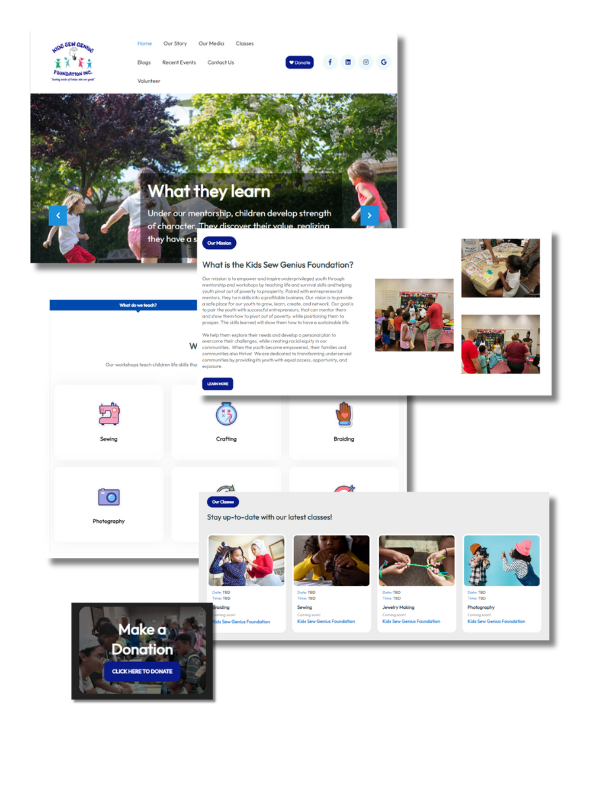 KIDS SEW GENIUS
FOUNDATION INC.
Home Our Story Our Media Classes
Blogs Recent Events Contact Us
Volunteer
Donate
What they learn
Under our mentorship, children develop strength
of character. They discover their value, realizing
they have a s
Our Mission
What is the Kids Sew Genius Foundation?
Our mission is to empower and inspire underprivileged youth through
mentorship and workshops by teaching life and survival skills and helping
youth pivot out of poverty to prosperity. Paired with entrepreneurial
mentors, they turn skills into a profitable business. Our vision is to provide
a safe place for our youth to grow, learn, create, and network. Our goal is
to pair the youth with successful entrepreneurs, that can mentor them
and show them how to pivot out of poverty, while positioning them to
prosper. The skills learned will show them how to have a sustainable life.
We help them explore their needs and develop a personal plan to
overcome their challenges, while creating racial equity in our
communities. When the youth become empowered, their families and
communities also thrive! We are dedicated to transforming underserved
communities by providing its youth with equal access, opportunity, and
exposure.
LEARN MORE
What do we teach?
W
Our workshops teach children life skills tha
Sewing
Crafting
Braiding
Photography
Our Classes
Stay up-to-date with our latest classes!
Date: TBD
Time: TBD
Braiding
Coming soon!
Kids Sew Genius Foundation
Date: TBD
Time: TBD
Sewing
Coming soon!
Kids Sew Genius Foundation
Date: TBD
Time: TBD
Jewelry Making
Coming soon!
Kids Sew Genius Foundation
Date: TBD
Time: TBD
Photography
Coming soon!
Kids Sew Genius Foundation
Make a
Donation
CLICK HERE TO DONATE